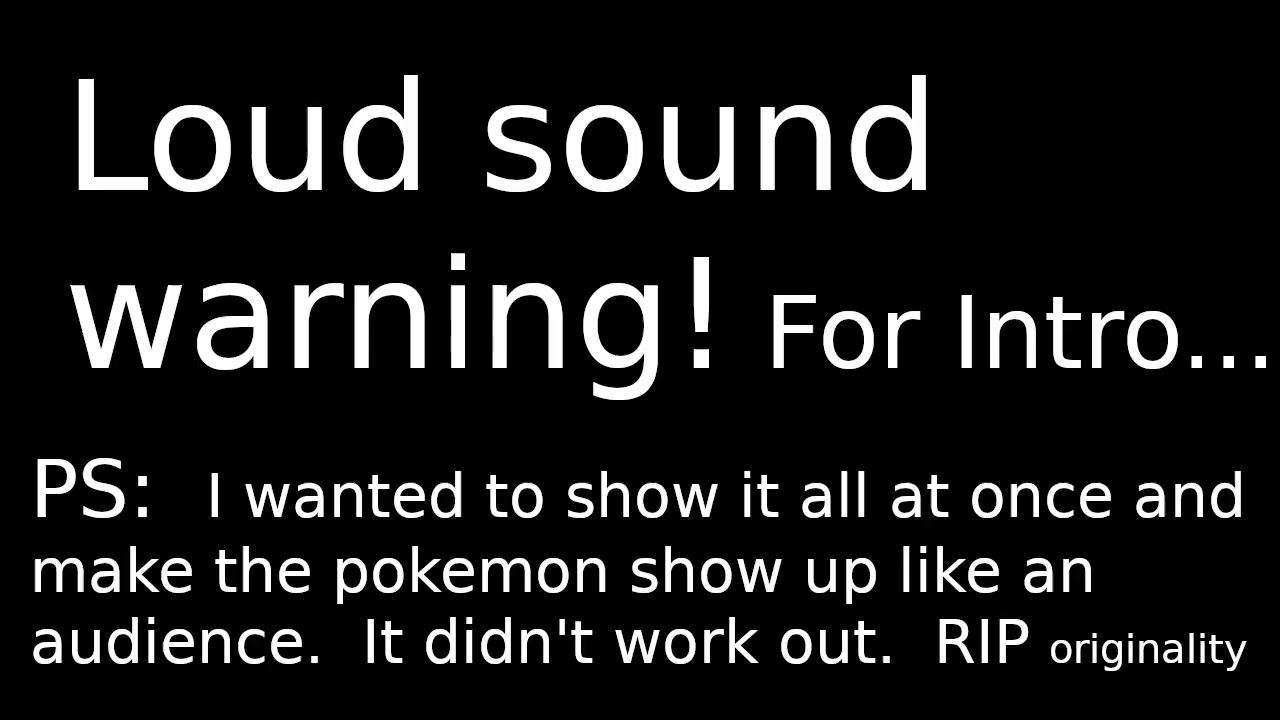 Loud sound
warning! For Intro...
PS: I wanted to show it all at once and
make the pokemon show up like an
audience. It didn't work out. RIP originality